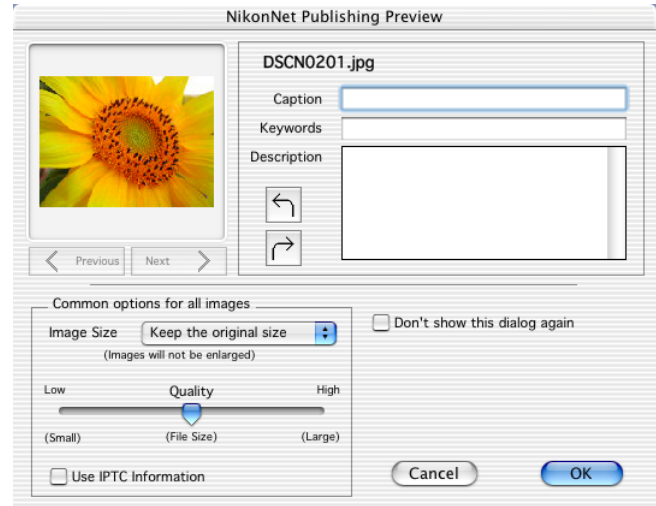 NikonNet Publishing Preview
DSCN0201.jpg
Caption
Keywords
Description
Previous
Next
Common options for all images
Image Size
Keep the original size
(Images will not be enlarged)
Don't show this dialog again
Low
Quality
High
(Small)
(File Size)
(Large)
Use IPTC Information
Cancel
OK